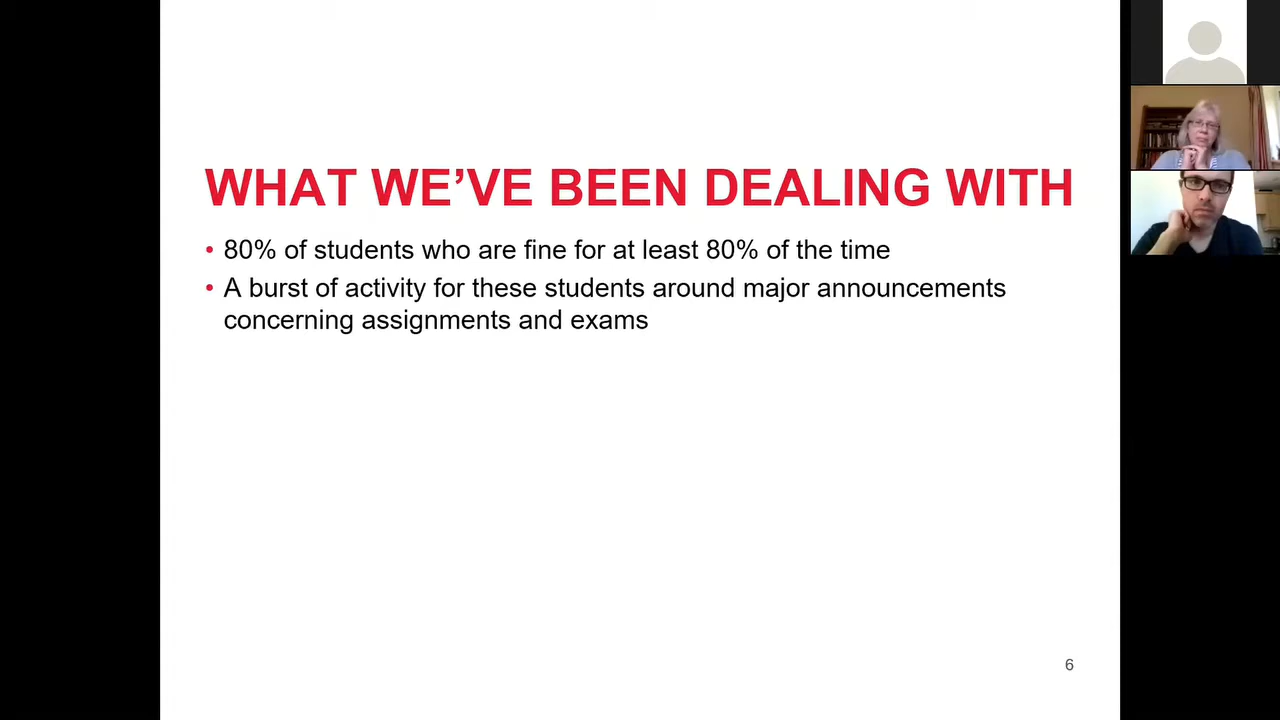 WHAT WE’VE BEEN DEALING WITH
• 80% of students who are fine for at least 80% of the time
• A burst of activity for these students around major announcements
concerning assignments and exams
6